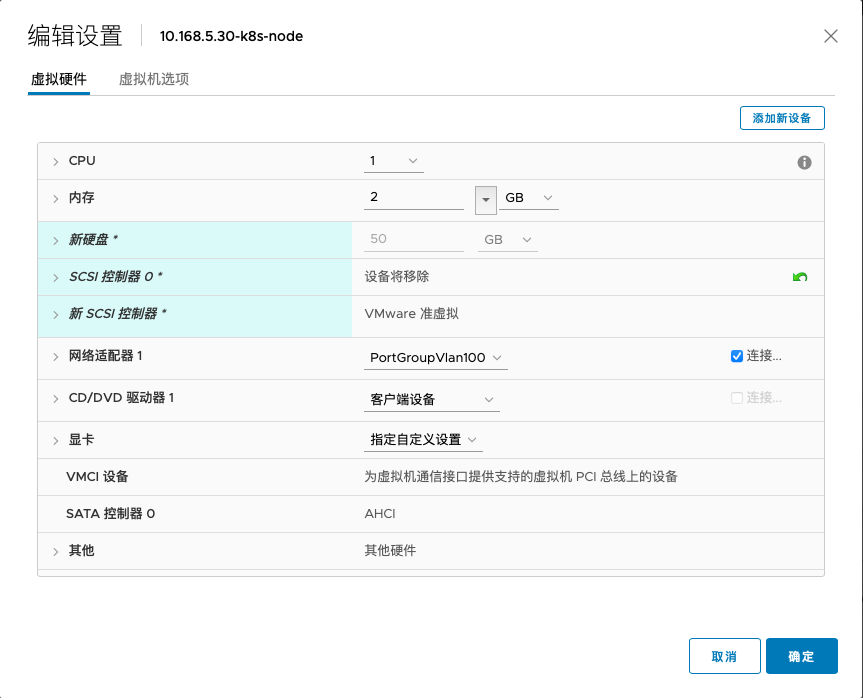 编辑设置 10.168.5.30-k8s-node
虚拟硬件 虚拟机选项
添加新设备
CPU 1
内存 2 GB
新硬盘 * 50 GB
SCSI 控制器 0 * 设备将移除
新 SCSI 控制器 * VMware 准虚拟
网络适配器 1 PortGroupVlan100 连接...
CD/DVD 驱动器 1 客户端设备 连接...
显卡 指定自定义设置
VMCI 设备 为虚拟机通信接口提供支持的虚拟机 PCI 总线上的设备
SATA 控制器 0 AHCI
其他 其他硬件
取消 确定